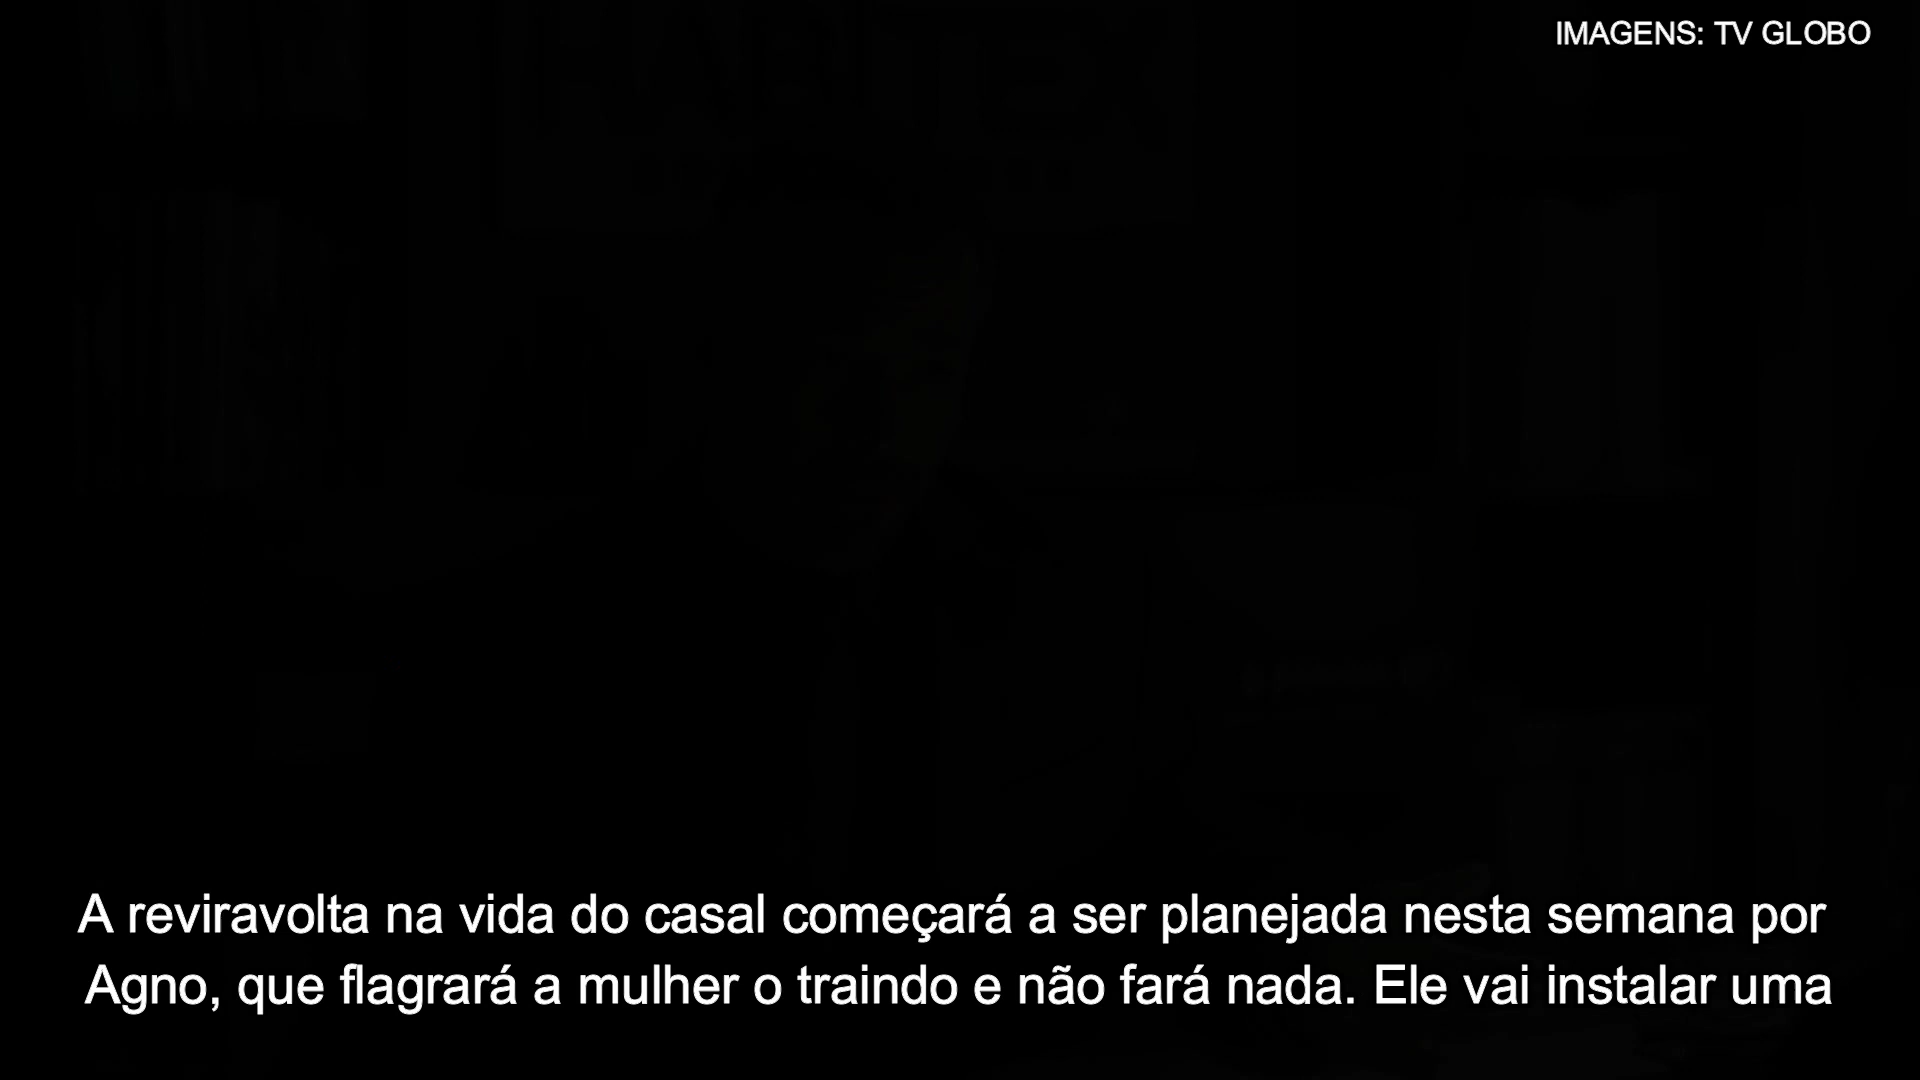 IMAGENS: TV GLOBO
A reviravolta na vida do casal começará a ser planejada nesta semana por
Agno, que flagrará a mulher o traindo e não fará nada. Ele vai instalar uma